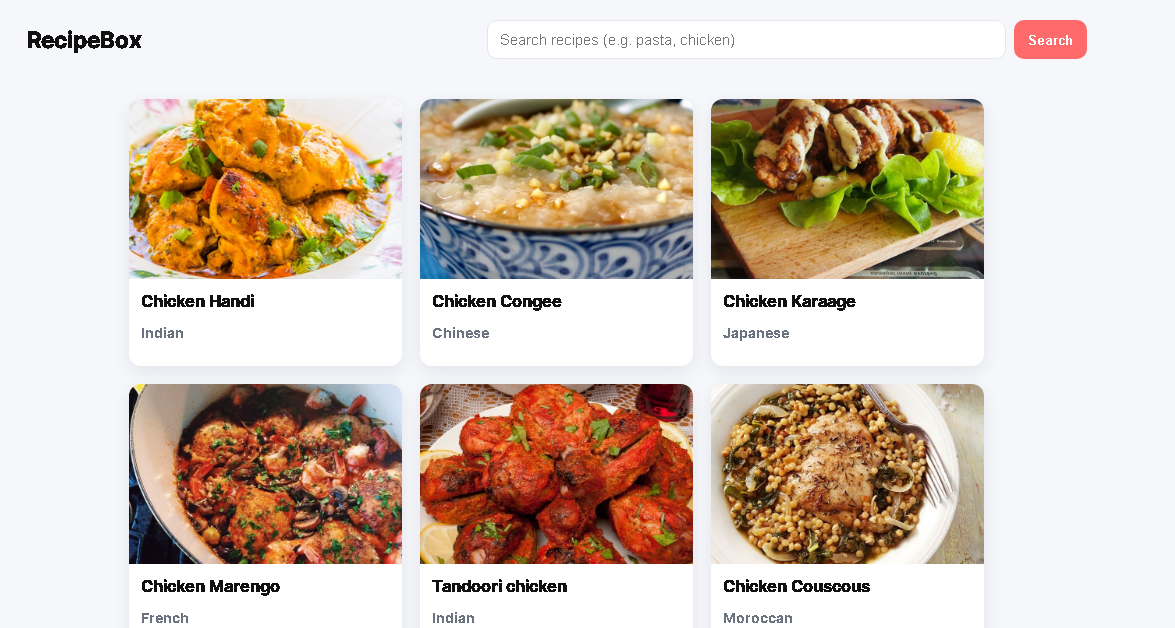 RecipeBox
Search recipes (e.g. pasta, chicken)
Search
Chicken Handi
Indian
Chicken Congee
Chinese
Chicken Karaage
Japanese
Chicken Marengo
French
Tandoori chicken
Indian
Chicken Couscous
Moroccan